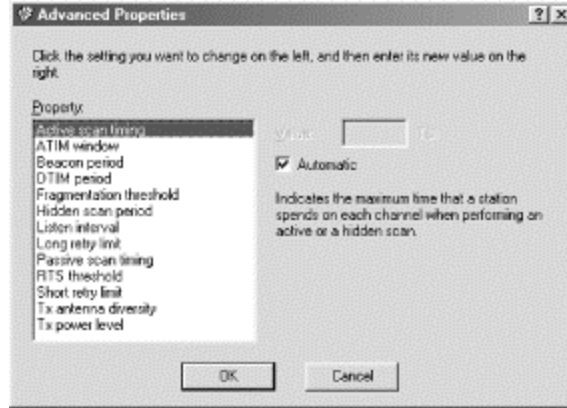 Advanced Properties
Click the setting you want to change on the left, and then enter its new value on the
right.
Property:
Active scan timing
ATIM window
Beacon period
DTIM period
Fragmentation threshold
Hidden scan period
Listen interval
Long retry limit
Passive scan timing
RTS threshold
Short retry limit
Tx antenna diversity
Tx power level
Automatic
Indicates the maximum time that a station
spends on each channel when performing an
active or a hidden scan.
OK
Cancel